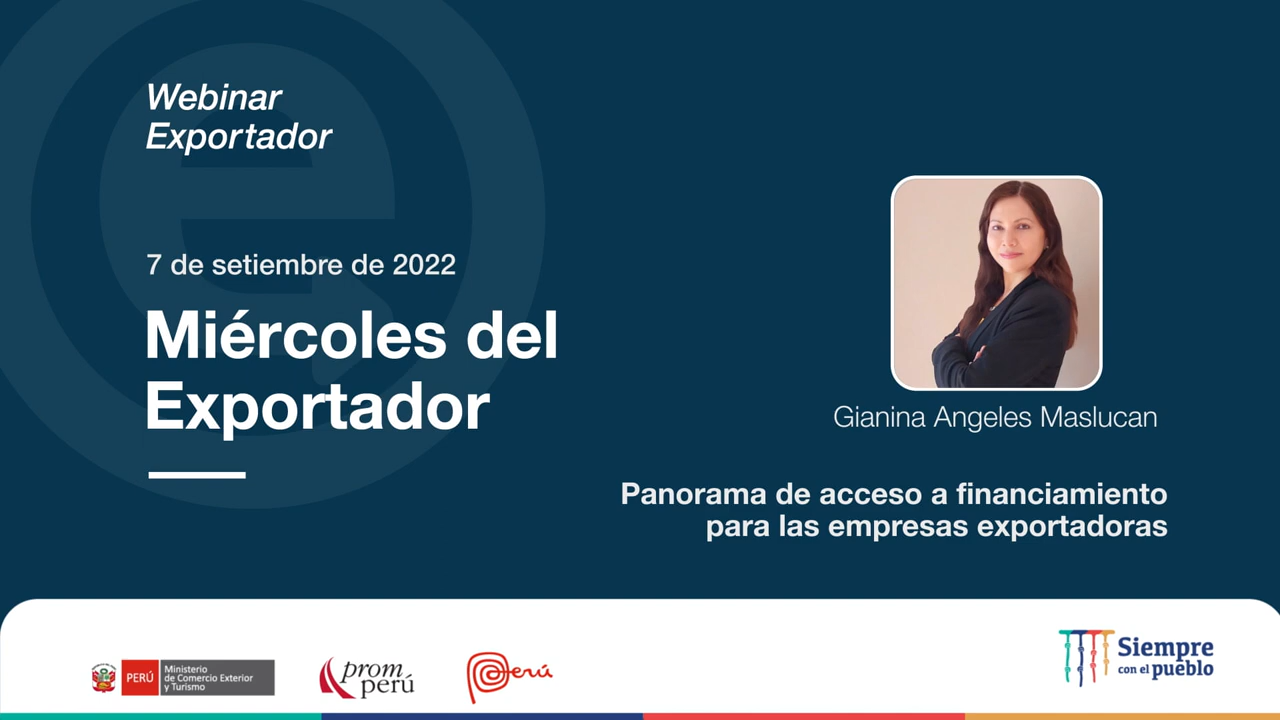 Webinar
Exportador
7 de setiembre de 2022
Miércoles del
Exportador
Gianina Angeles Maslucan
Panorama de acceso a financiamiento
para las empresas exportadoras
PERÚ
Ministerio
de Comercio Exterior
y Turismo
prom
perú
Perú
Siempre
con el pueblo